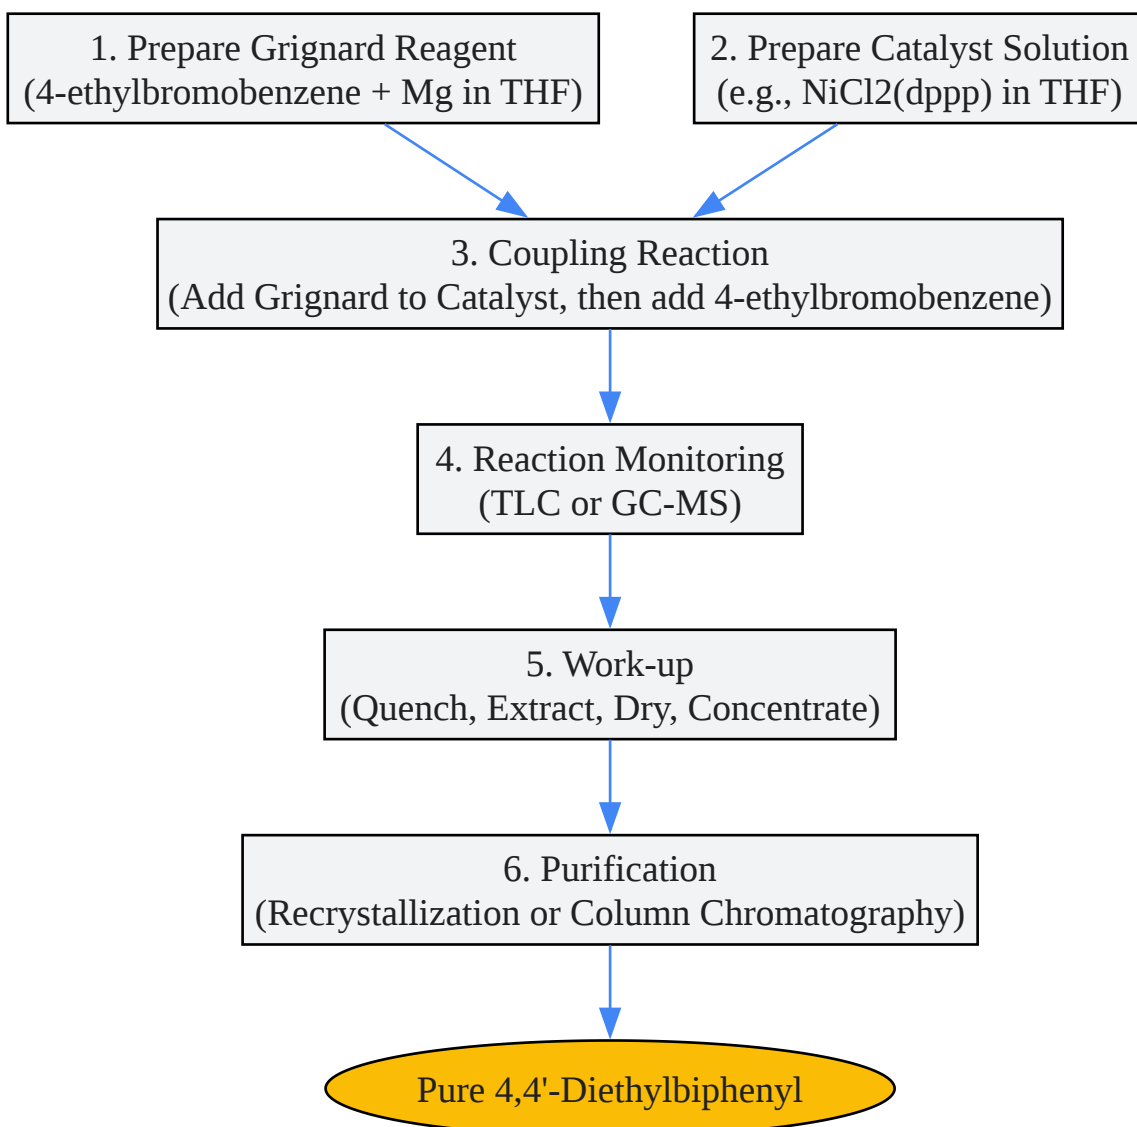 1. Prepare Grignard Reagent
(4-ethylbromobenzene + Mg in THF)
2. Prepare Catalyst Solution
(e.g., NiCl2(dppp) in THF)
3. Coupling Reaction
(Add Grignard to Catalyst, then add 4-ethylbromobenzene)
4. Reaction Monitoring
(TLC or GC-MS)
5. Work-up
(Quench, Extract, Dry, Concentrate)
6. Purification
(Recrystallization or Column Chromatography)
Pure 4,4'-Diethylbiphenyl